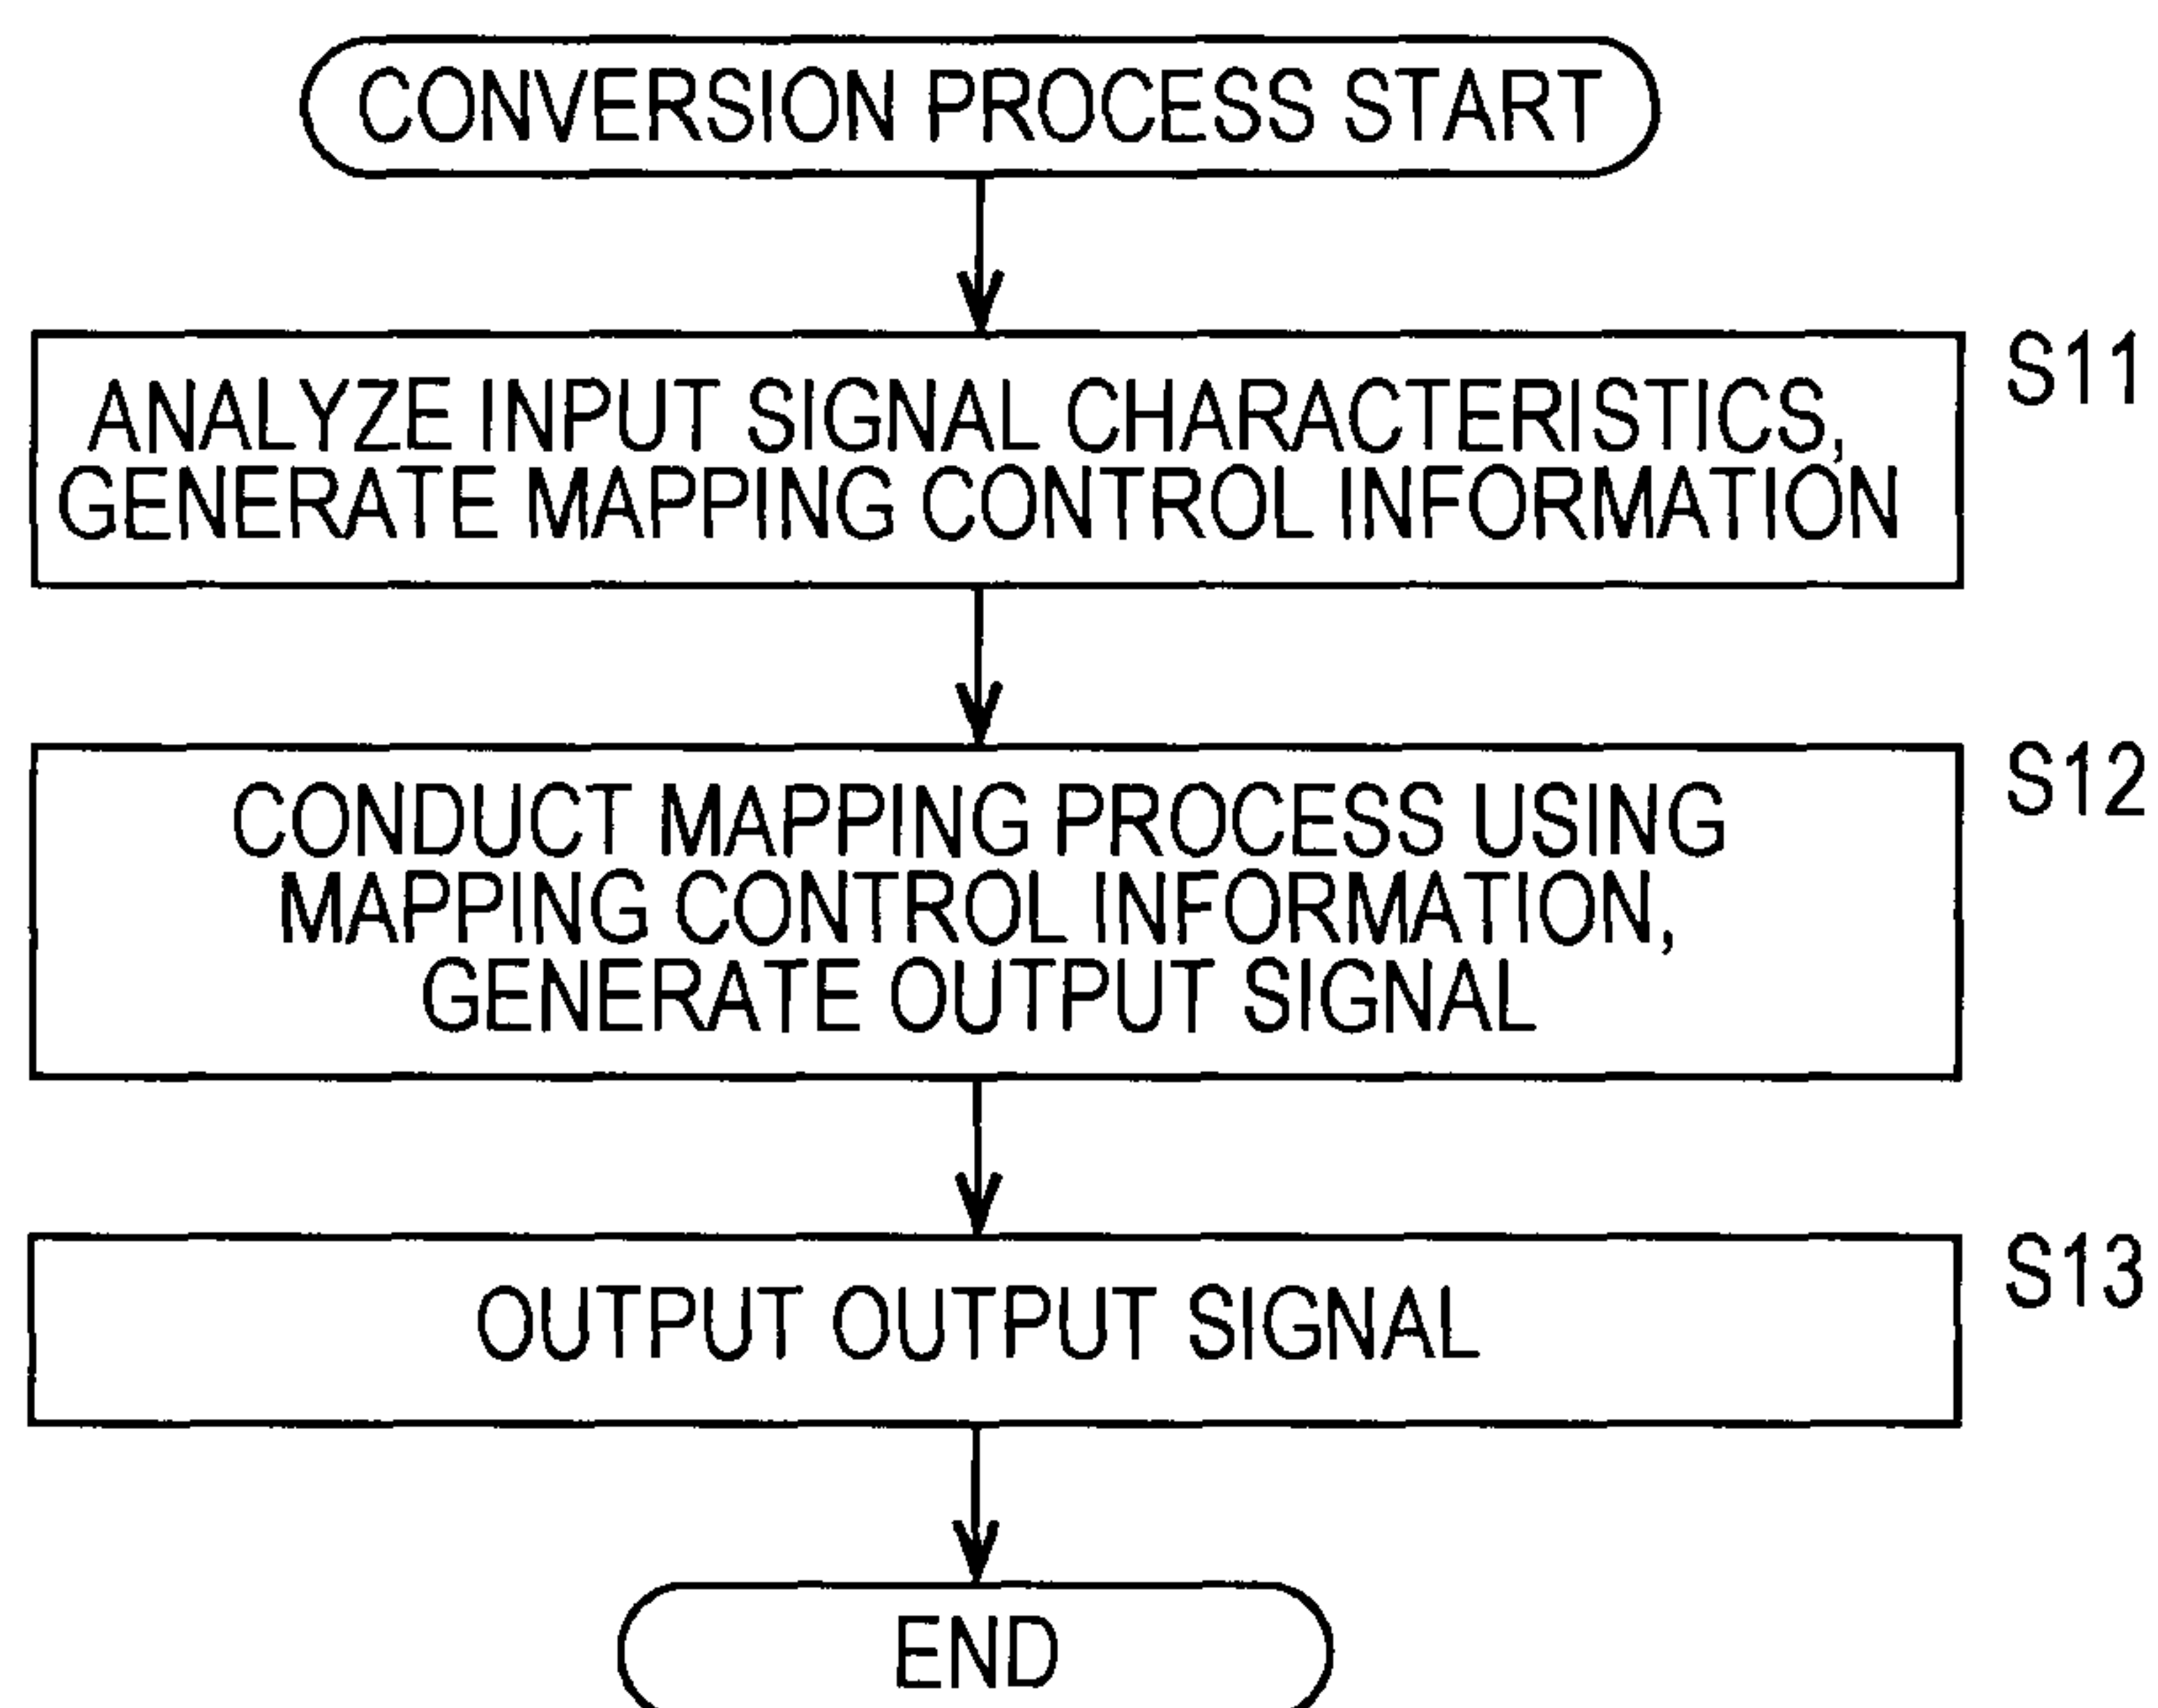 CONVERSION PROCESS START
S11
ANALYZE INPUT SIGNAL CHARACTERISTICS,
GENERATE MAPPING CONTROL INFORMATION
S12
CONDUCT MAPPING PROCESS USING
MAPPING CONTROL INFORMATION,
GENERATE OUTPUT SIGNAL
S13
OUTPUT OUTPUT SIGNAL
END